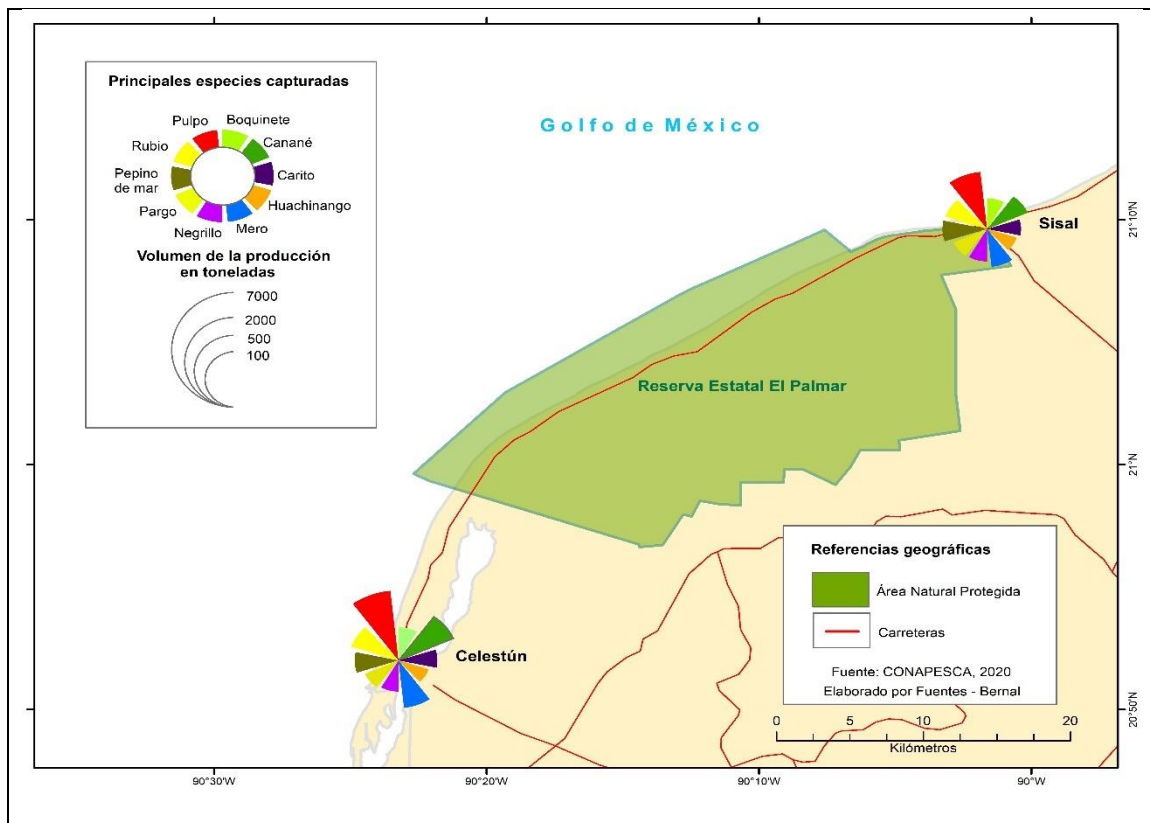 Principales especies capturadas
Pulpo
Boquinete
Rubio
Canané
Pepino
de mar
Carito
Huachinango
Pargo
Negrillo
Mero
Volumen de la producción
en toneladas
7000
2000
500
100
Golfo de México
Sisal
Reserva Estatal El Palmar
Celestún
Referencias geográficas
Área Natural Protegida
Carreteras
Fuente: CONAPESCA, 2020
Elaborado por Fuentes - Bernal
0 5 10 20
Kilómetros
21°10'N
21°N
20°50'N
90°30'W
90°20'W
90°10'W
90°W